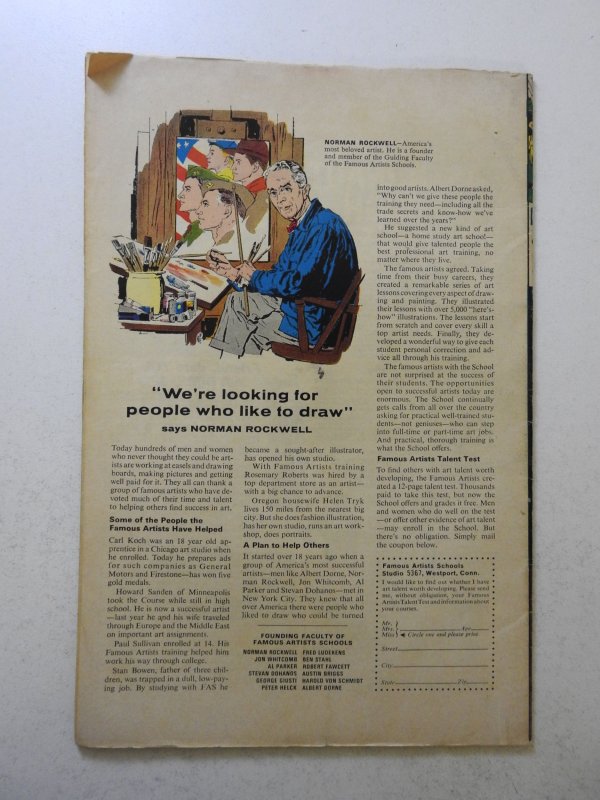 NORMAN ROCKWELL—America's
most beloved artist. He is a founder
and member of the Guiding Faculty
of the Famous Artists Schools.
"We're looking for
people who like to draw"
says NORMAN ROCKWELL
Today hundreds of men and women
who never thought they could be art-
ists are working at easels and drawing
boards, making pictures and getting
well paid for it. They all can thank a
group of famous artists who have de-
voted much of their time and talent
to helping others find success in art.
Some of the People the
Famous Artists Have Helped
Carl Koch was an 18 year old ap-
prentice in a Chicago art studio when
he enrolled. Today he prepares ads
for such companies as General
Motors and Firestone—has won five
gold medals.
Howard Sanden of Minneapolis
took the Course while still in high
school. He is now a successful artist
—last year he and his wife traveled
through Europe and the Middle East
on important art assignments.
Paul Sullivan enrolled at 14. His
Famous Artists training helped him
work his way through college.
Stan Bowen, father of three chil-
dren, was trapped in a dull, low-pay-
ing job. By studying with FAS he
became a sought-after illustrator,
has opened his own studio.
With Famous Artists training
Rosemary Roberts was hired by a
top department store as an artist—
with a big chance to advance.
Oregon housewife Helen Tryk
lives 150 miles from the nearest big
city. But she does fashion illustration,
has her own studio, runs an art work-
shop, does portraits.
A Plan to Help Others
It started over 18 years ago when a
group of America's most successful
artists—men like Albert Dorne, Nor-
man Rockwell, Jon Whitcomb, Al
Parker and Stevan Dohanos—met in
New York City. They knew that all
over America there were people who
liked to draw who could be turned
FOUNDING FACULTY OF
FAMOUS ARTISTS SCHOOLS
NORMAN ROCKWELL FRED LUDEKENS
JON WHITCOMB BEN STAHL
AL PARKER ROBERT FAWCETT
STEVAN DOHANOS AUSTIN BRIGGS
GEORGE GIUSTI HAROLD VON SCHMIDT
PETER HELCK ALBERT DORNE
into good artists. Albert Dorne asked,
"Why can't we give these people the
training they need—including all the
trade secrets and know-how we've
learned over the years?"
He suggested a new kind of art
school—a home study art school—
that would give talented people the
best professional art training, no
matter where they live.
The famous artists agreed. Taking
time from their busy careers, they
created a remarkable series of art
lessons covering every aspect of draw-
ing and painting. They illustrated
their lessons with over 5,000 "here's-
how" illustrations. The lessons start
from scratch and cover every skill a
top artist needs. Finally, they de-
veloped a wonderful way to give each
student personal correction and ad-
vice all through his training.
The famous artists with the School
are not surprised at the success of
their students. The opportunities
open to successful artists today are
enormous. The School continually
gets calls from all over the country
asking for practical well-trained stu-
dents—not geniuses—who can step
into full-time or part-time art jobs.
And practical, thorough training is
what the School offers.
Famous Artists Talent Test
To find others with art talent worth
developing, the Famous Artists cre-
ated a 12-page talent test. Thousands
paid to take this test, but now the
School offers and grades it free. Men
and women who do well on the test
—or offer other evidence of art talent
—may enroll in the School. But
there's no obligation. Simply mail
the coupon below.
Famous Artists Schools
Studio 5367, Westport, Conn.
I would like to find out whether I have
art talent worth developing. Please send
me, without obligation, your Famous
Artists Talent Test and information about
your courses.
Mr.
Mrs. Age
Miss Circle one and please print
Street
City
State Zip